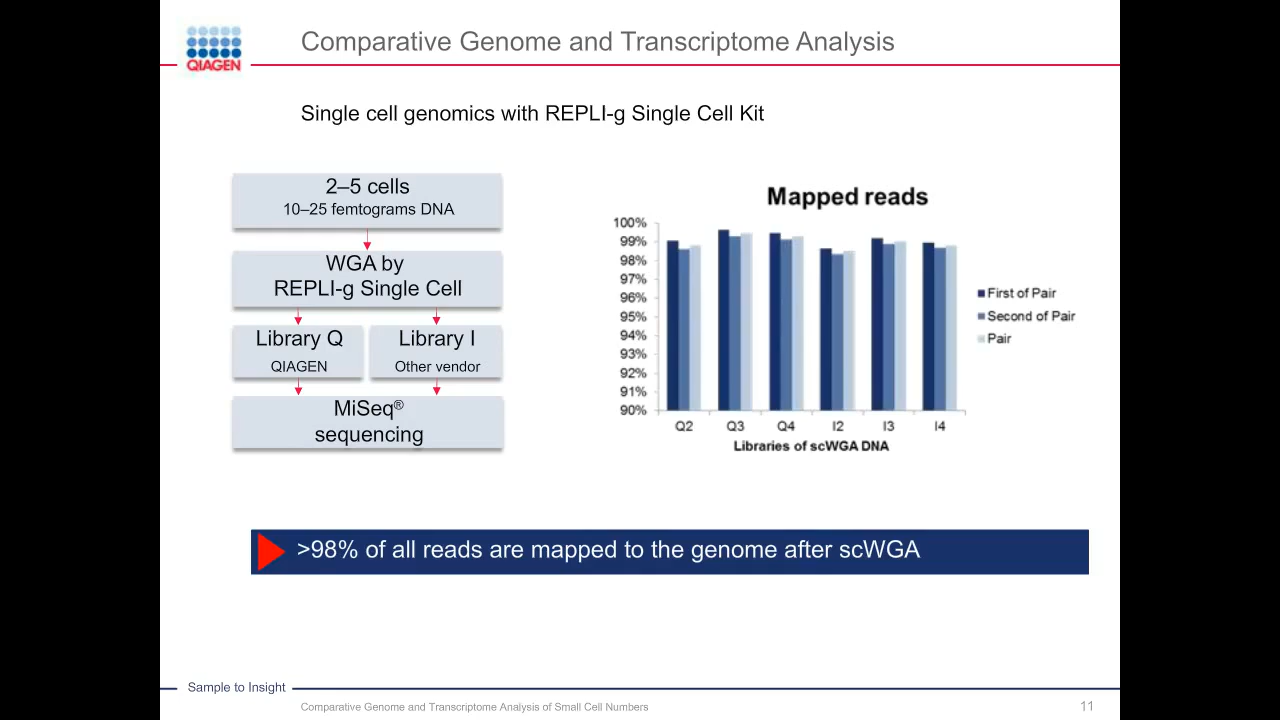 QIAGEN
Comparative Genome and Transcriptome Analysis
Single cell genomics with REPLI-g Single Cell Kit
2–5 cells
10–25 femtograms DNA
WGA by
REPLI-g Single Cell
Library Q
QIAGEN
Library I
Other vendor
MiSeq®
sequencing
Mapped reads
100%
99%
98%
97%
96%
95%
94%
93%
92%
91%
90%
Q2 Q3 Q4 I2 I3 I4
Libraries of scWGA DNA
First of Pair
Second of Pair
Pair
>98% of all reads are mapped to the genome after scWGA
Sample to Insight
Comparative Genome and Transcriptome Analysis of Small Cell Numbers
11